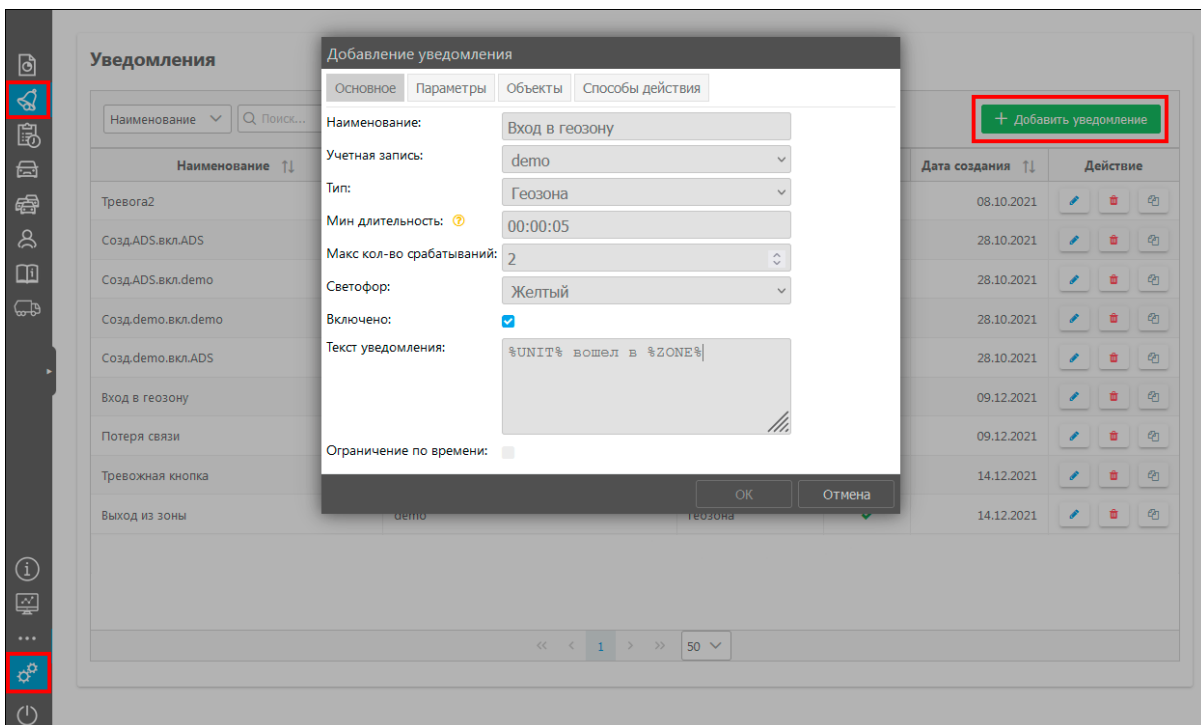 Уведомления
Наименование
Поиск...
+ Добавить уведомление
Наименование
Дата создания
Действие
Тревога2
08.10.2021
Созд.ADS.вкл.ADS
28.10.2021
Созд.ADS.вкл.demo
28.10.2021
Созд.demo.вкл.demo
28.10.2021
Созд.demo.вкл.ADS
28.10.2021
Вход в геозону
09.12.2021
Потеря связи
09.12.2021
Тревожная кнопка
14.12.2021
Выход из зоны
demo
Геозона
14.12.2021
<< < 1 > >> 50
Добавление уведомления
Основное Параметры Объекты Способы действия
Наименование: Вход в геозону
Учетная запись: demo
Тип: Геозона
Мин длительность: 00:00:05
Макс кол-во срабатываний: 2
Светофор: Желтый
Включено:
Текст уведомления: %UNIT% вошел в %ZONE%
Ограничение по времени:
ОК Отмена